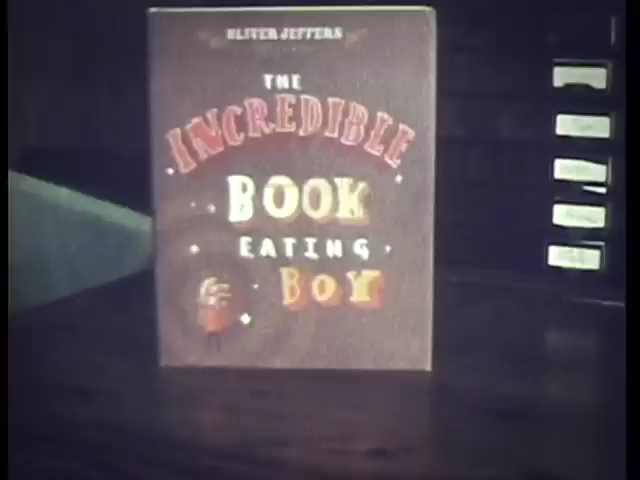 OLIVER JEFFERS
THE
INCREDIBLE
BOOK
EATING
BOY